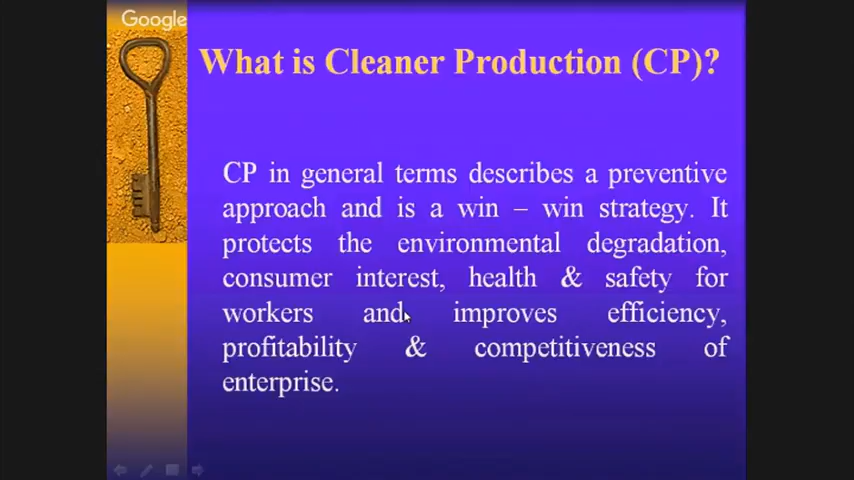 Google
What is Cleaner Production (CP)?
CP in general terms describes a preventive
approach and is a win – win strategy. It
protects the environmental degradation,
consumer interest, health & safety for
workers and improves efficiency,
profitability & competitiveness of
enterprise.